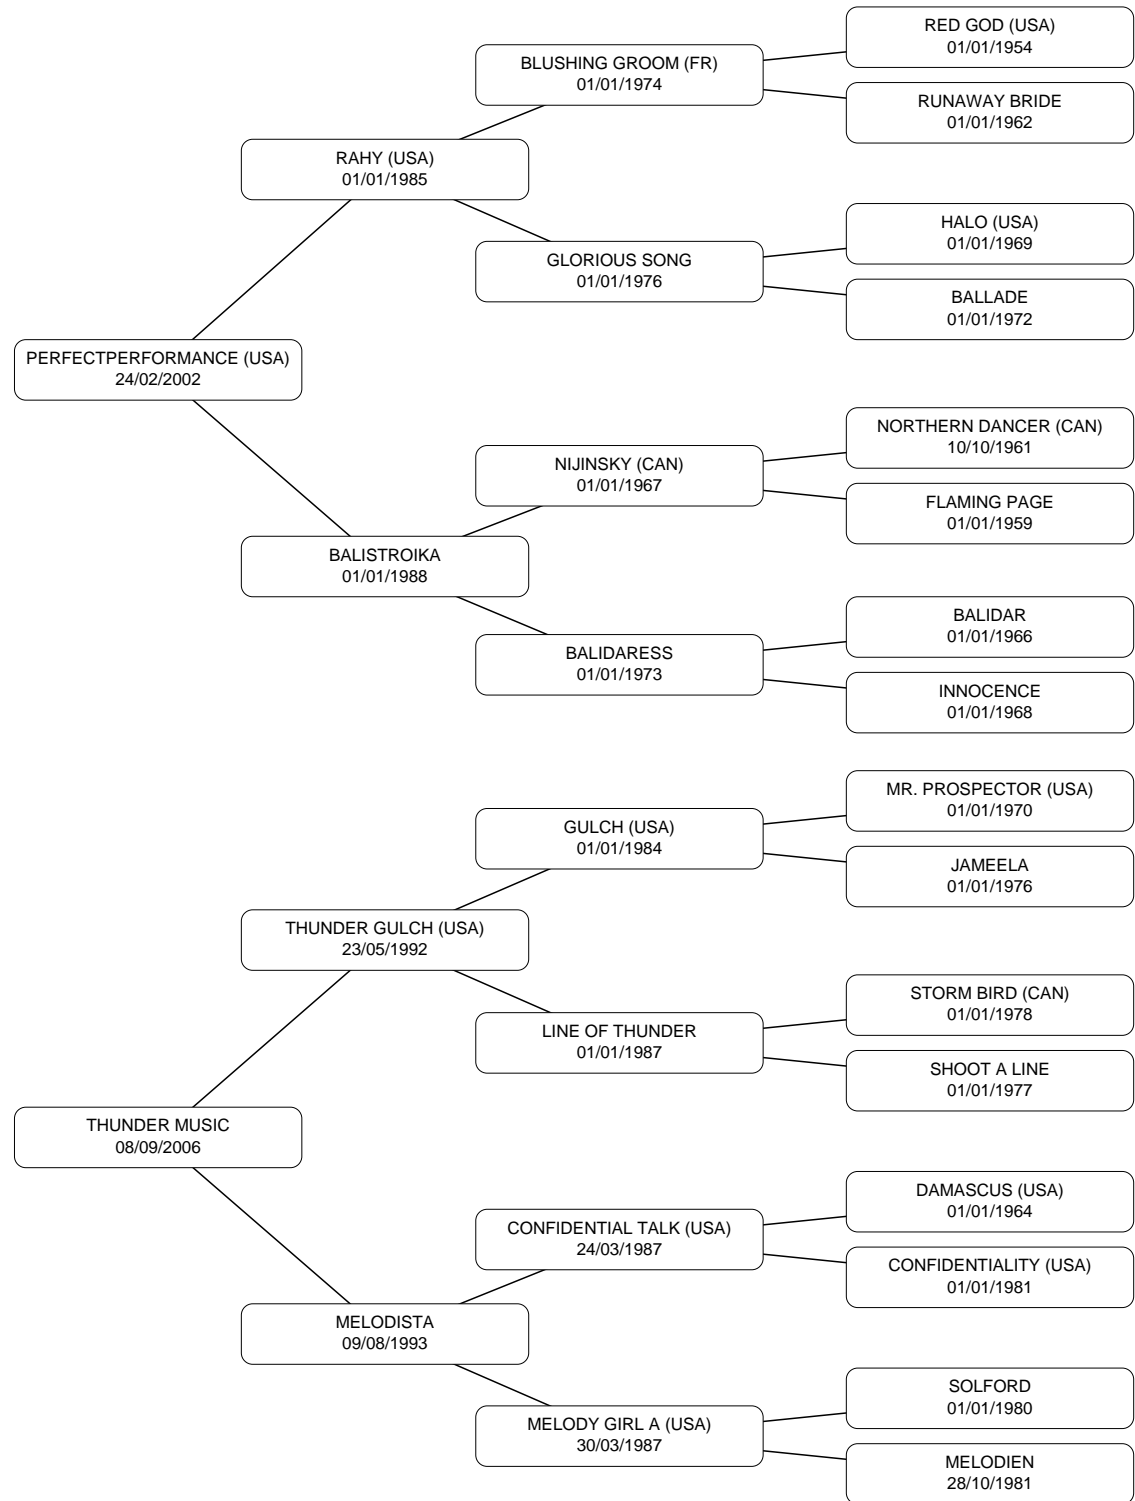 RED GOD (USA)
01/01/1954
BLUSHING GROOM (FR)
01/01/1974
RUNAWAY BRIDE
01/01/1962
RAHY (USA)
01/01/1985
HALO (USA)
01/01/1969
GLORIOUS SONG
01/01/1976
BALLADE
01/01/1972
PERFECTPERFORMANCE (USA)
24/02/2002
NORTHERN DANCER (CAN)
10/10/1961
NIJINSKY (CAN)
01/01/1967
FLAMING PAGE
01/01/1959
BALISTROIKA
01/01/1988
BALIDAR
01/01/1966
BALIDARESS
01/01/1973
INNOCENCE
01/01/1968
MR. PROSPECTOR (USA)
01/01/1970
GULCH (USA)
01/01/1984
JAMEELA
01/01/1976
THUNDER GULCH (USA)
23/05/1992
STORM BIRD (CAN)
01/01/1978
LINE OF THUNDER
01/01/1987
SHOOT A LINE
01/01/1977
THUNDER MUSIC
08/09/2006
DAMASCUS (USA)
01/01/1964
CONFIDENTIAL TALK (USA)
24/03/1987
CONFIDENTIALITY (USA)
01/01/1981
MELODISTA
09/08/1993
SOLFORD
01/01/1980
MELODY GIRL A (USA)
30/03/1987
MELODIEN
28/10/1981